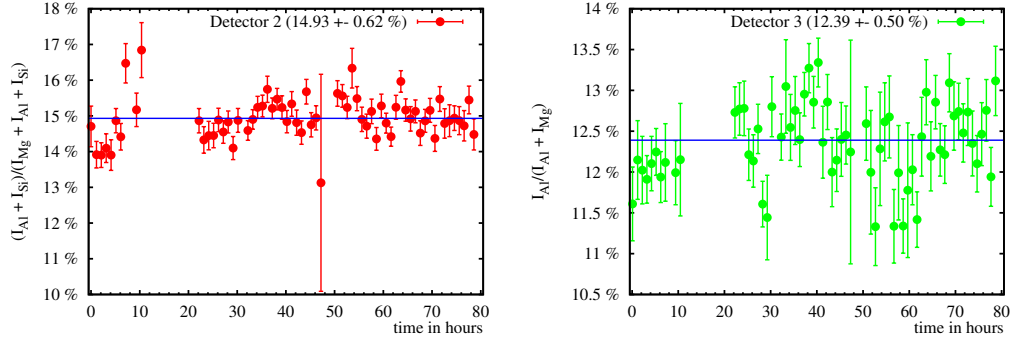 Detector 2 (14.93 +- 0.62 %)
(I_Al + I_Si)/(I_Mg + I_Al + I_Si)
18 %
17 %
16 %
15 %
14 %
13 %
12 %
11 %
10 %
0 10 20 30 40 50 60 70 80
time in hours
Detector 3 (12.39 +- 0.50 %)
I_Al/(I_Al + I_Mg)
14 %
13.5 %
13 %
12.5 %
12 %
11.5 %
11 %
10.5 %
0 10 20 30 40 50 60 70 80
time in hours